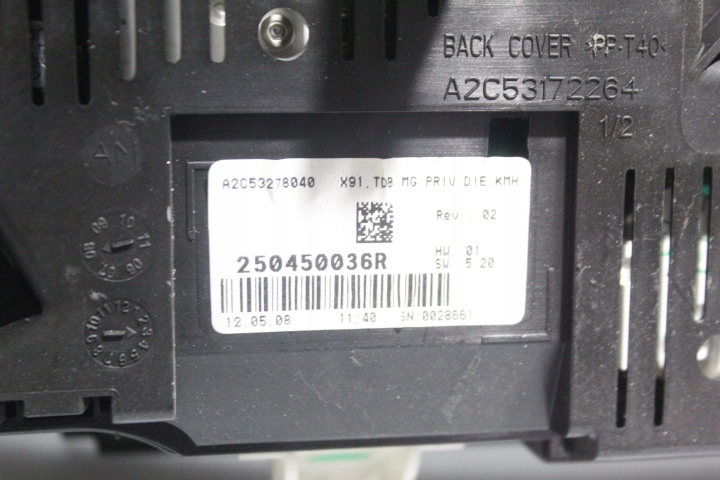 BACK COVER >PP-T40<
A2C53172264
1/2
A2C53278040 X91.TDB MG PRIV DIE KMH
Rev.: 02
250450036R
HW 01
SW 5.20
12.05.08 11:40 SN:0028661